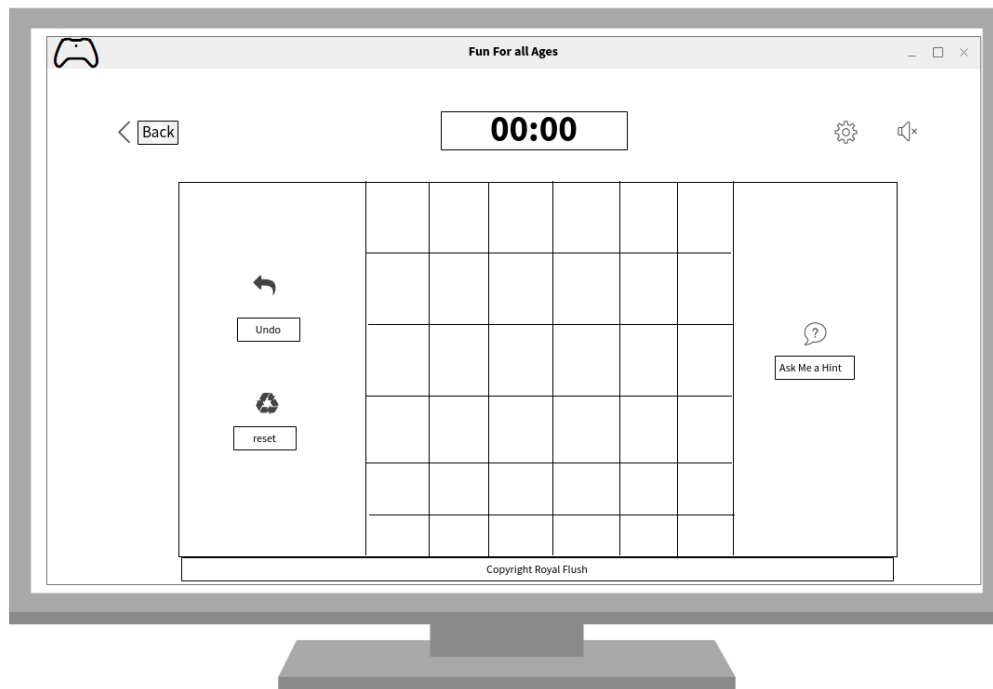 Fun For all Ages
Back
00:00
Undo
reset
?
Ask Me a Hint
Copyright Royal Flush